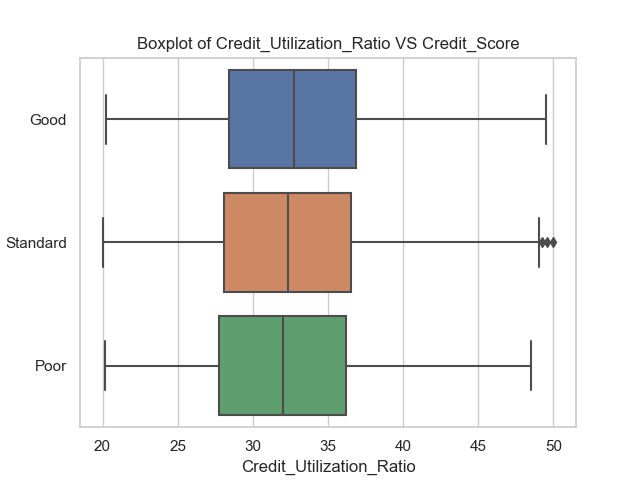 Boxplot of Credit_Utilization_Ratio VS Credit_Score
Good
Standard
Poor
20 25 30 35 40 45 50
Credit_Utilization_Ratio